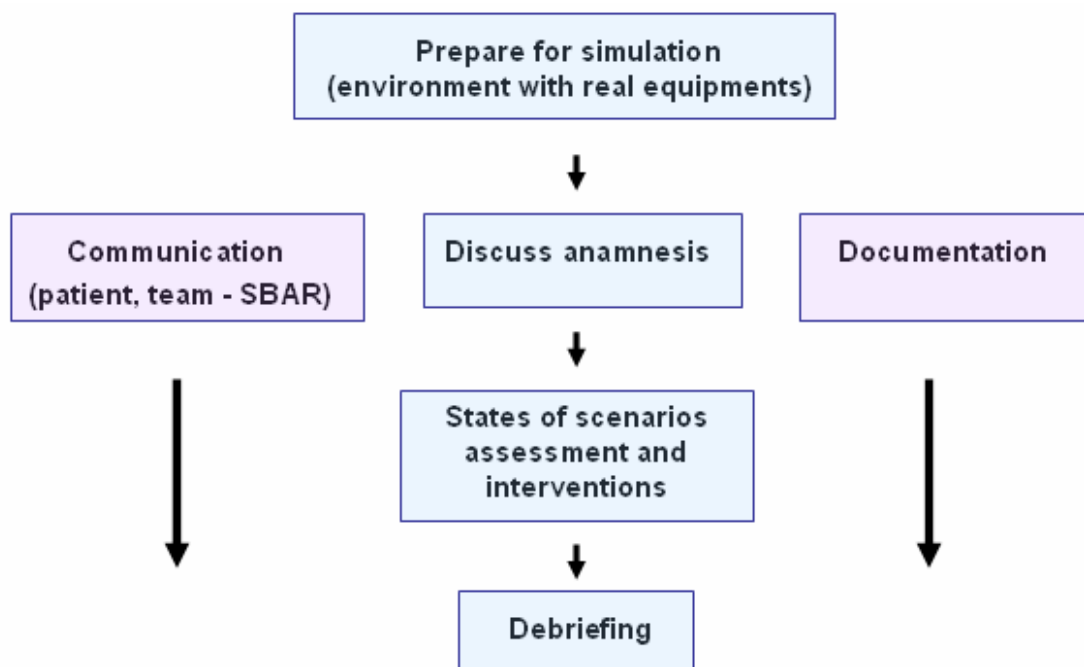 Prepare for simulation
(environment with real equipments)
Communication
(patient, team - SBAR)
Discuss anamnesis
Documentation
States of scenarios
assessment and
interventions
Debriefing